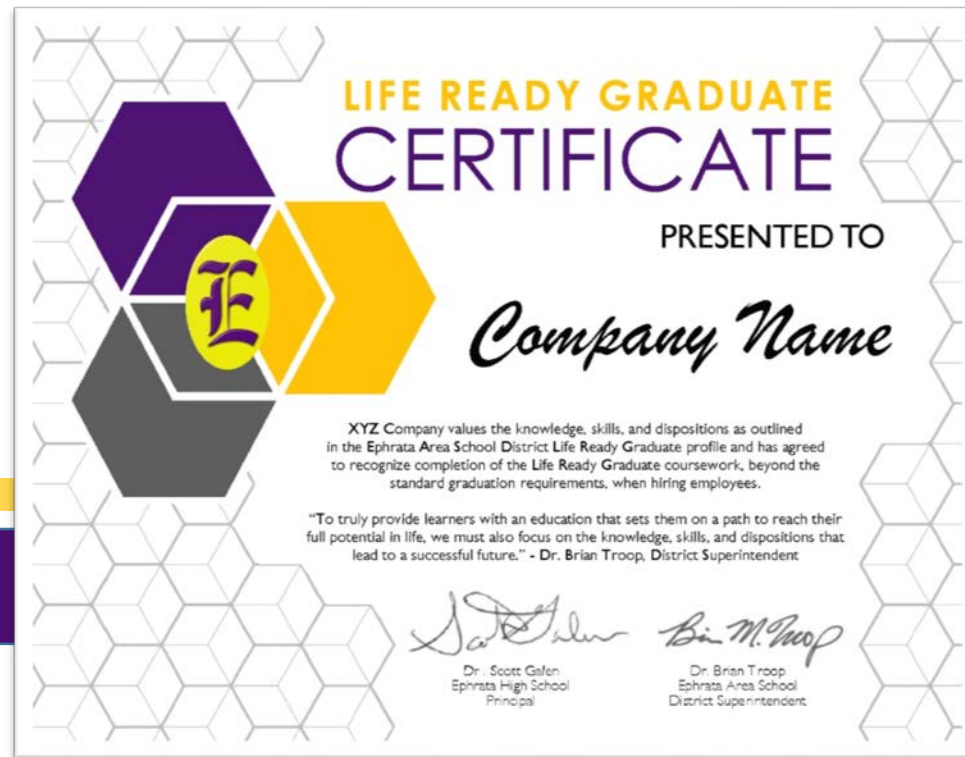 LIFE READY GRADUATE
CERTIFICATE
PRESENTED TO
E
Company Name
XYZ Company values the knowledge, skills, and dispositions as outlined
in the Ephrata Area School District Life Ready Graduate profile and has agreed
to recognize completion of the Life Ready Graduate coursework, beyond the
standard graduation requirements, when hiring employees.
"To truly provide learners with an education that sets them on a path to reach their
full potential in life, we must also focus on the knowledge, skills, and dispositions that
lead to a successful future." - Dr. Brian Troop, District Superintendent
Brian M. Troop
Dr. Scott Galen
Ephrata High School
Principal
Dr. Brian Troop
Ephrata Area School
District Superintendent